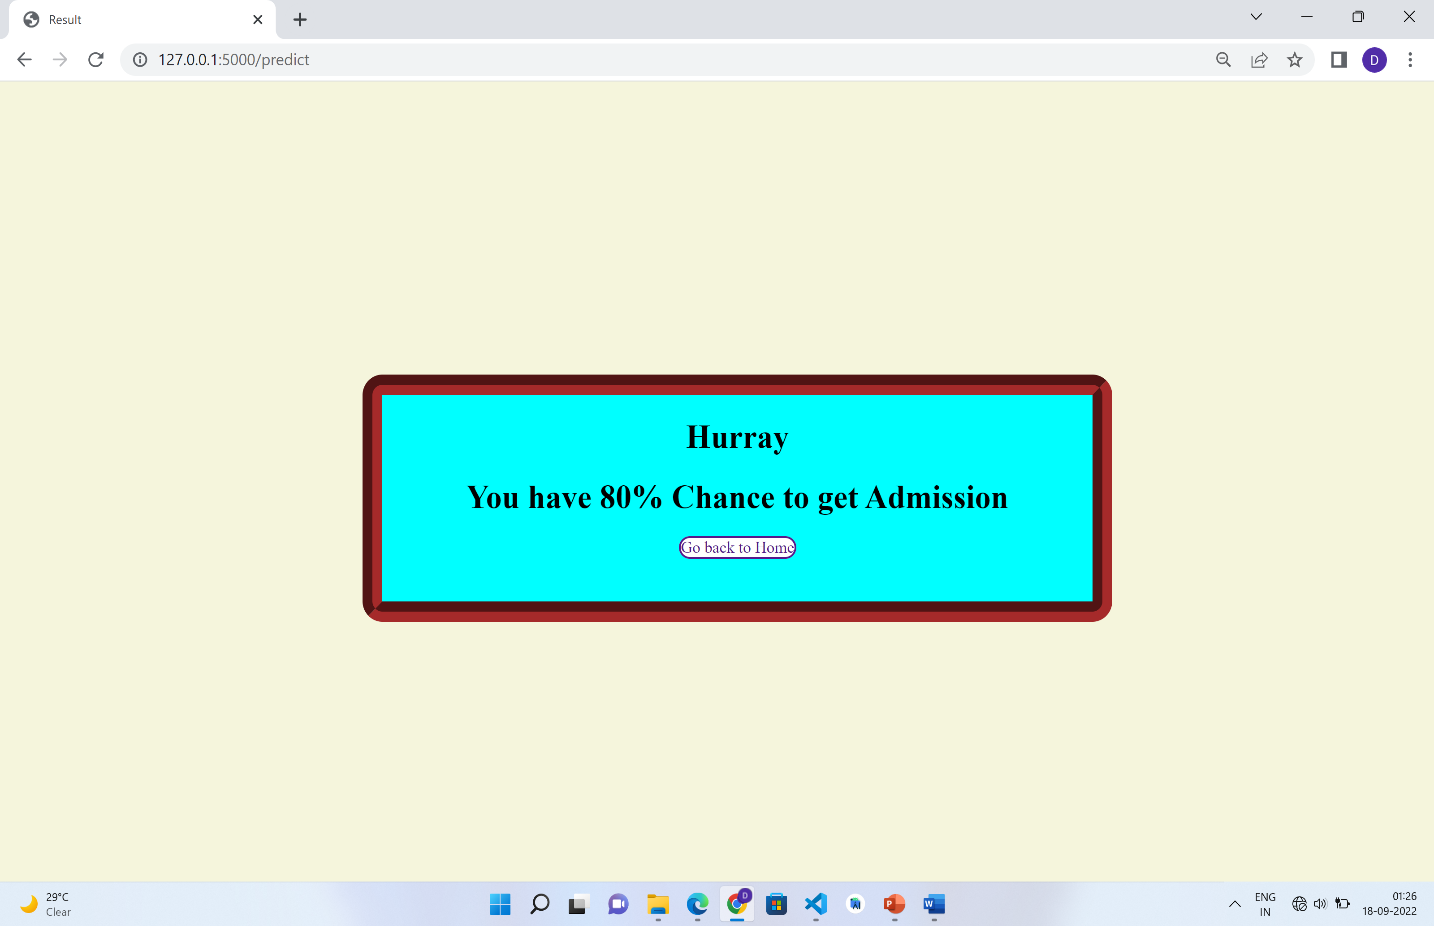 Result
127.0.0.1:5000/predict
D
Hurray
You have 80% Chance to get Admission
Go back to Home
29°C
Clear
D
ENG
IN
01:26
18-09-2022